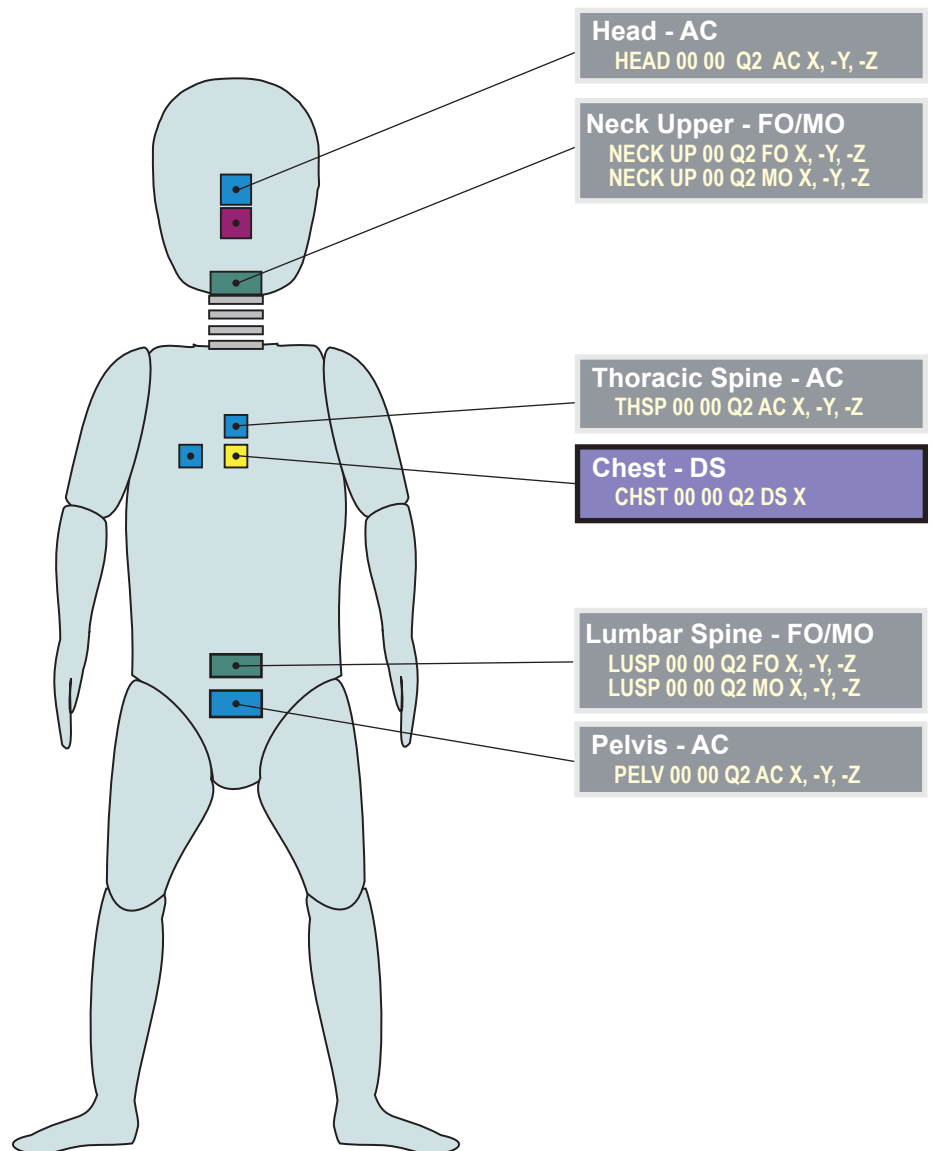 Head - AC
HEAD 00 00 Q2 AC X, -Y, -Z
Neck Upper - FO/MO
NECK UP 00 Q2 FO X, -Y, -Z
NECK UP 00 Q2 MO X, -Y, -Z
Thoracic Spine - AC
THSP 00 00 Q2 AC X, -Y, -Z
Chest - DS
CHST 00 00 Q2 DS X
Lumbar Spine - FO/MO
LUSP 00 00 Q2 FO X, -Y, -Z
LUSP 00 00 Q2 MO X, -Y, -Z
Pelvis - AC
PELV 00 00 Q2 AC X, -Y, -Z